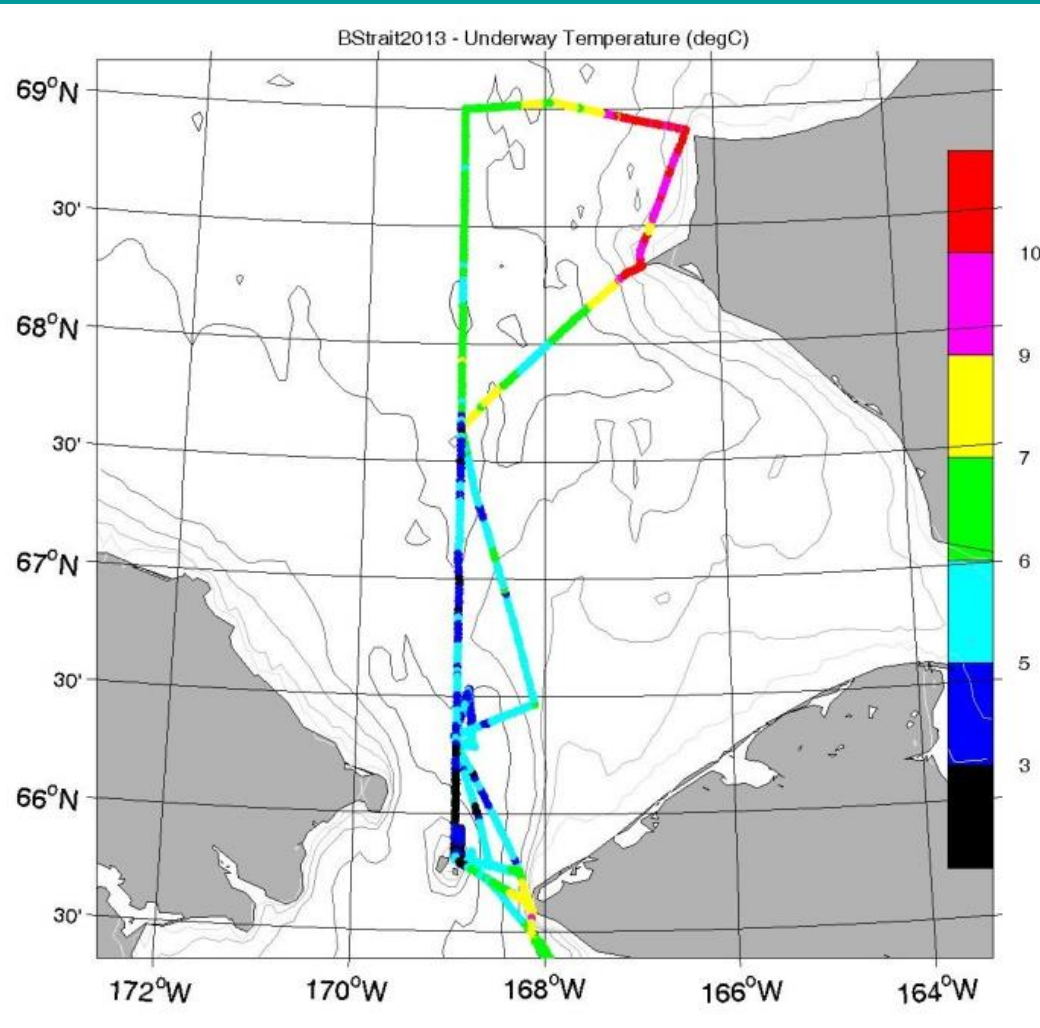 BStrait2013 - Underway Temperature (degC)
69°N
30'
68°N
30'
67°N
30'
66°N
30'
10
9
7
6
5
3
172°W
170°W
168°W
166°W
164°W